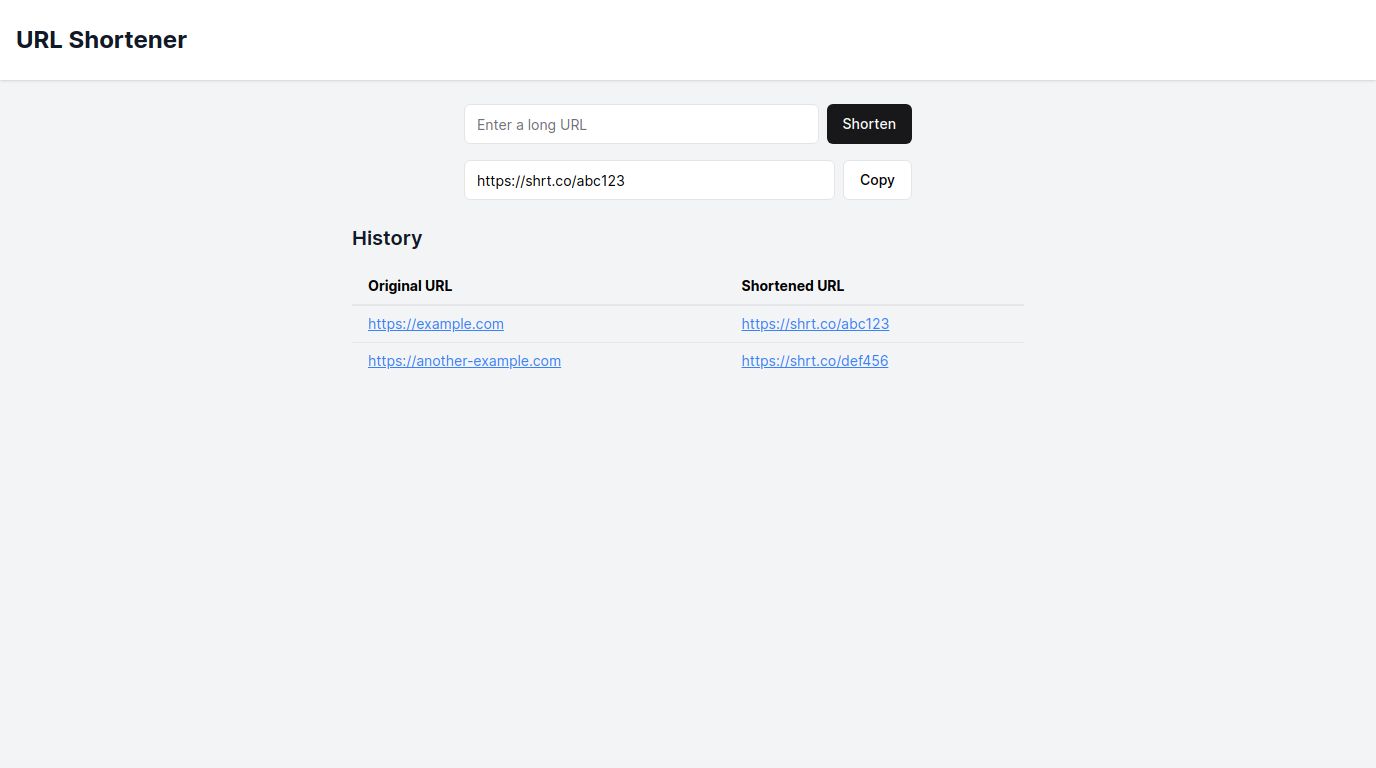 URL Shortener
Enter a long URL Shorten
https://shrt.co/abc123 Copy
History
Original URL Shortened URL
https://example.com https://shrt.co/abc123
https://another-example.com https://shrt.co/def456